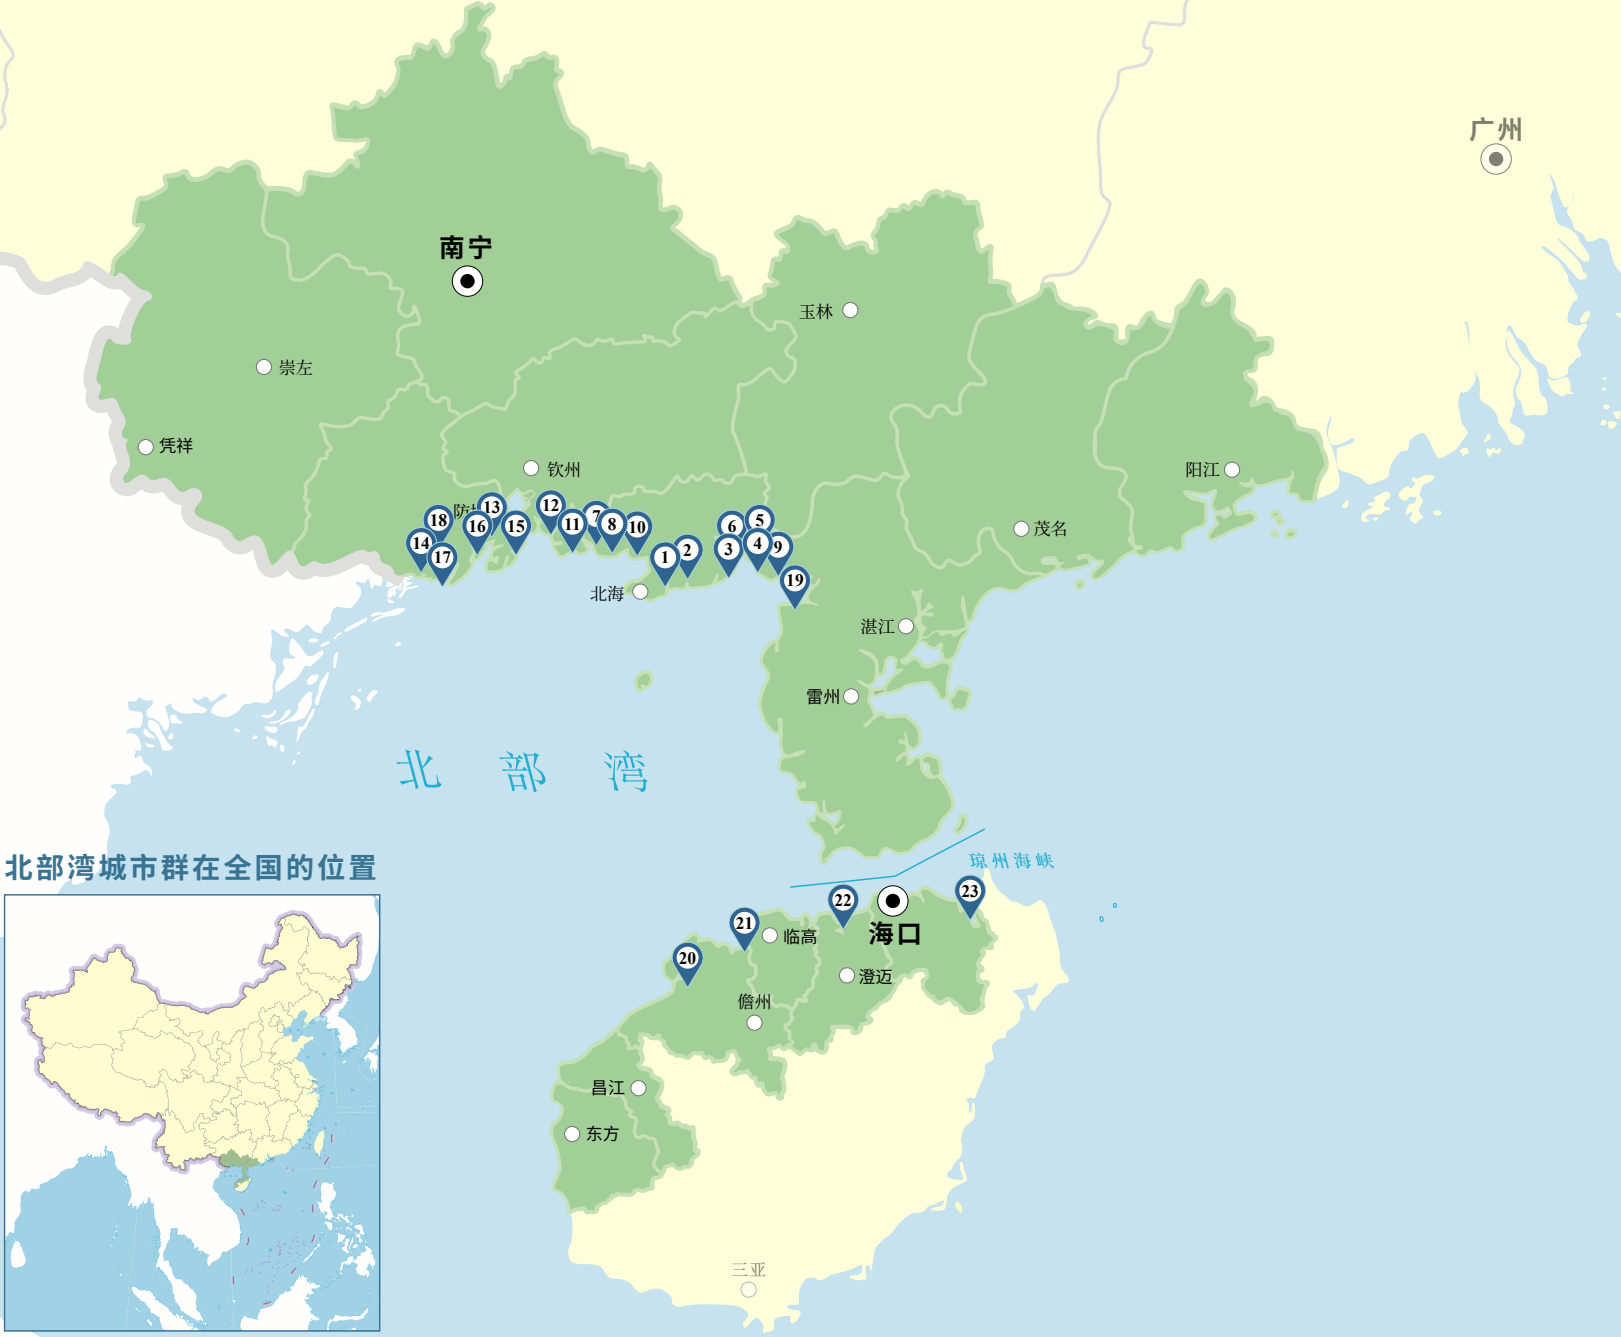 广州
南宁
玉林
崇左
凭祥
钦州
阳江
防
13
12
18
16
15
11
7
8
10
6
5
茂名
14
17
1
2
3
4
9
19
北海
湛江
雷州
北部湾
琼州海峡
北部湾城市群在全国的位置
23
22
21
海口
临高
20
澄迈
儋州
昌江
东方
三亚